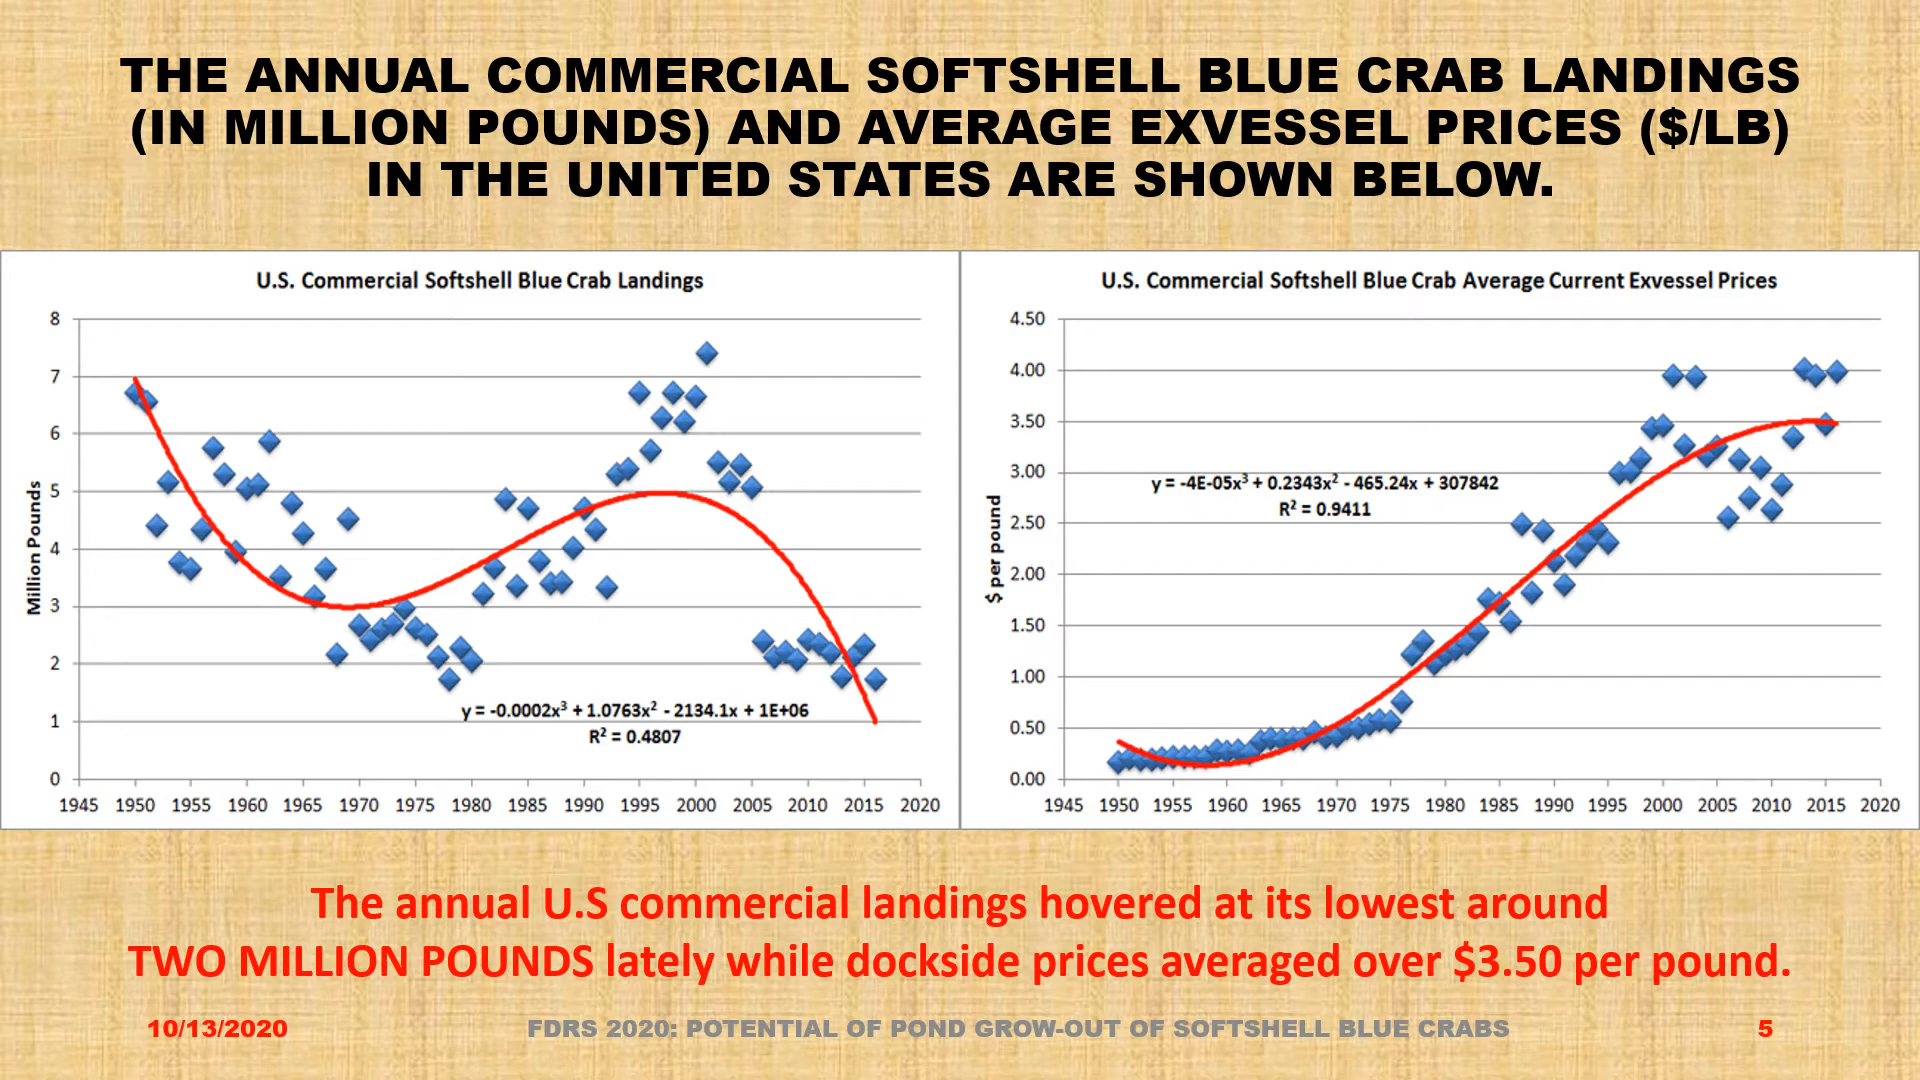 THE ANNUAL COMMERCIAL SOFTSHELL BLUE CRAB LANDINGS
(IN MILLION POUNDS) AND AVERAGE EXVESSEL PRICES ($/LB)
IN THE UNITED STATES ARE SHOWN BELOW.
U.S. Commercial Softshell Blue Crab Landings
8
7
6
5
4
3
2
1
0
Million Pounds
y = -0.0002x³ + 1.0763x² - 2134.1x + 1E+06
R² = 0.4807
1945 1950 1955 1960 1965 1970 1975 1980 1985 1990 1995 2000 2005 2010 2015 2020
U.S. Commercial Softshell Blue Crab Average Current Exvessel Prices
4.50
4.00
3.50
3.00
2.50
2.00
1.50
1.00
0.50
0.00
$ per pound
y = -4E-05x³ + 0.2343x² - 465.24x + 307842
R² = 0.9411
1945 1950 1955 1960 1965 1970 1975 1980 1985 1990 1995 2000 2005 2010 2015 2020
The annual U.S commercial landings hovered at its lowest around
TWO MILLION POUNDS lately while dockside prices averaged over $3.50 per pound.
10/13/2020 FDRS 2020: POTENTIAL OF POND GROW-OUT OF SOFTSHELL BLUE CRABS 5